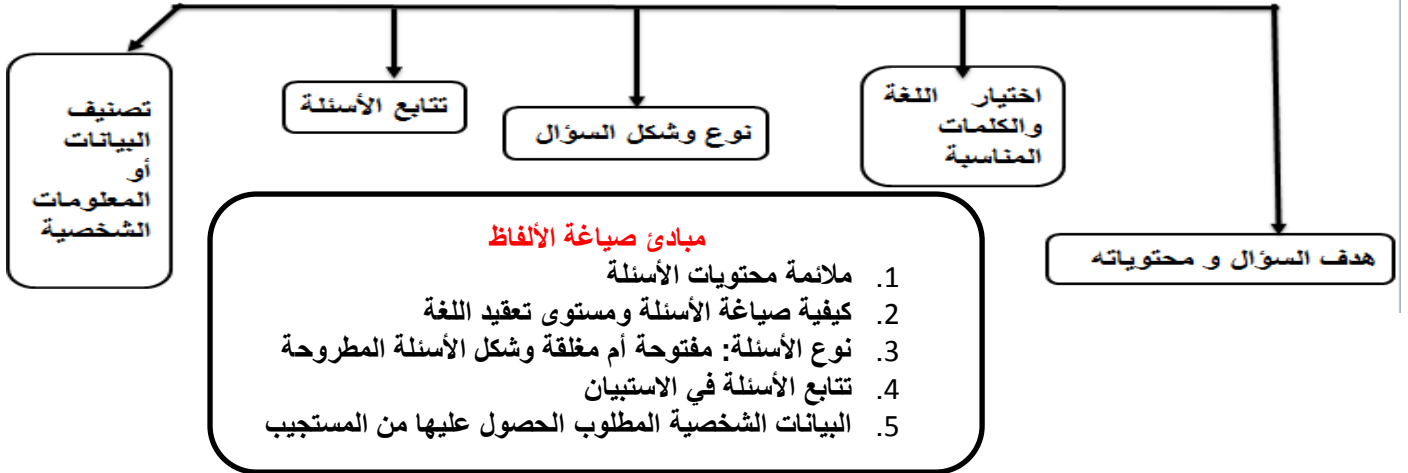 هدف السؤال و محتوياته
اختيار اللغة
والكلمات
المناسبة
نوع وشكل السؤال
تتابع الأسئلة
تصنيف
البيانات
أو
المعلومات
الشخصية
مبادئ صياغة الألفاظ
1. ملائمة محتويات الأسئلة
2. كيفية صياغة الأسئلة ومستوى تعقيد اللغة
3. نوع الأسئلة: مفتوحة أم مغلقة وشكل الأسئلة المطروحة
4. تتابع الأسئلة في الاستبيان
5. البيانات الشخصية المطلوب الحصول عليها من المستجيب